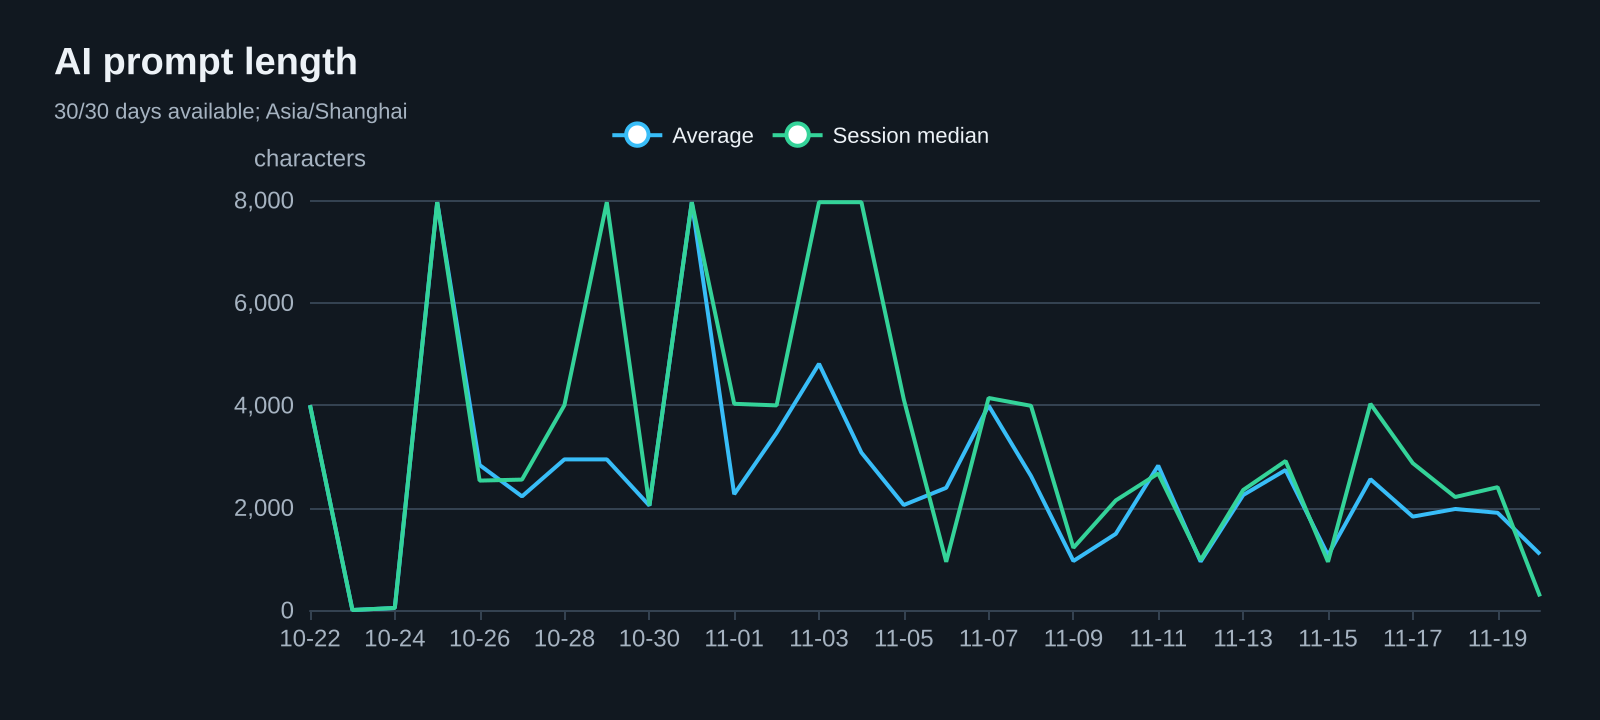 AI prompt length
30/30 days available; Asia/Shanghai
Average
Session median
characters
8,000
6,000
4,000
2,000
0
10-22 10-24 10-26 10-28 10-30 11-01 11-03 11-05 11-07 11-09 11-11 11-13 11-15 11-17 11-19